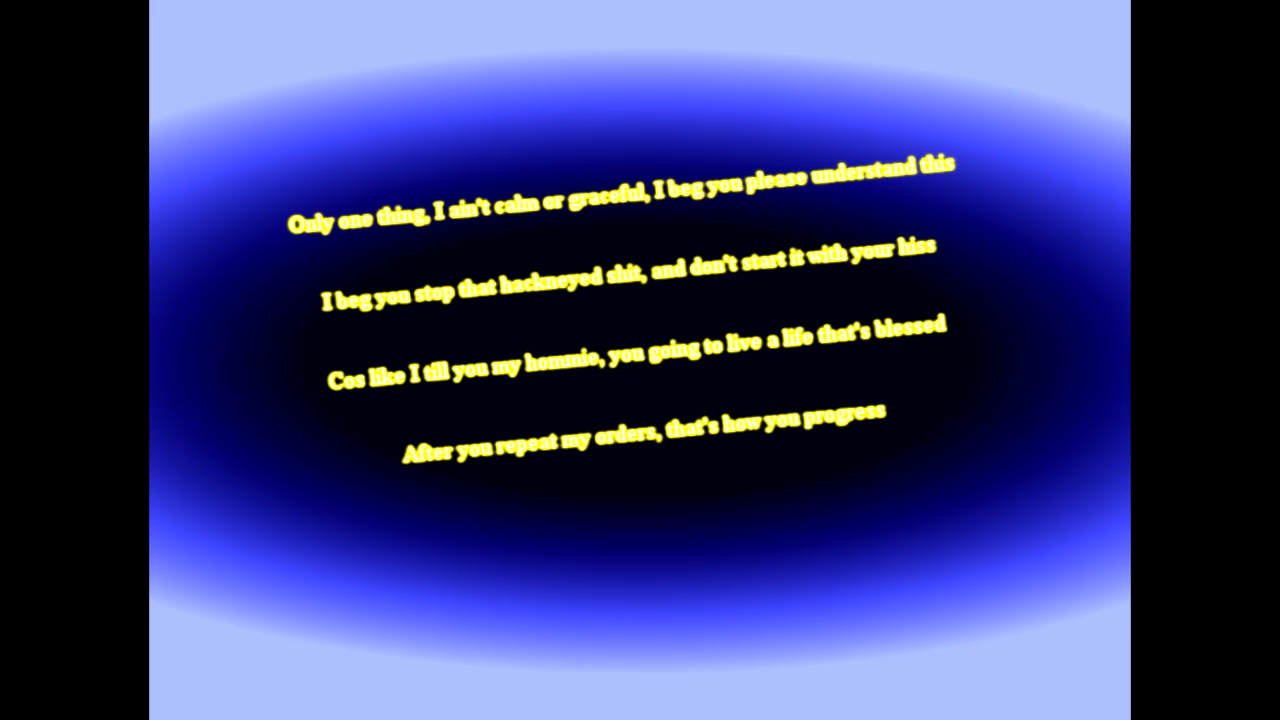 Only one thing, I ain't calm or graceful, I beg you please understand this
I beg you stop that hackneyed shit, and don't start it with your hiss
Cos like I till you my hommie, you going to live a life that's blessed
After you repeat my orders, that's how you progress